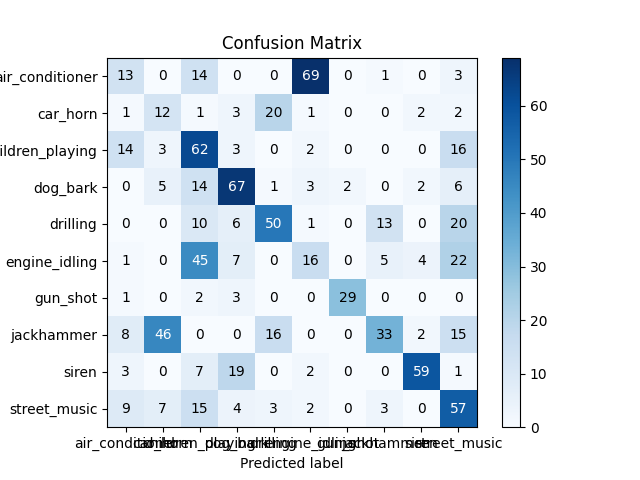 Confusion Matrix
air_conditioner 13 0 14 0 0 69 0 1 0 3
car_horn 1 12 1 3 20 1 0 0 2 2
ildren_playing 14 3 62 3 0 2 0 0 0 16
dog_bark 0 5 14 67 1 3 2 0 2 6
drilling 0 0 10 6 50 1 0 13 0 20
engine_idling 1 0 45 7 0 16 0 5 4 22
gun_shot 1 0 2 3 0 0 29 0 0 0
jackhammer 8 46 0 0 16 0 0 33 2 15
siren 3 0 7 19 0 2 0 0 59 1
street_music 9 7 15 4 3 2 0 3 0 57
60
50
40
30
20
10
0
street_music
Predicted label